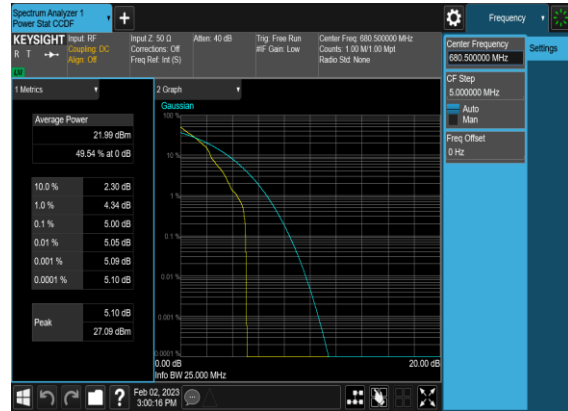 Spectrum Analyzer 1
Power Stat CCDF
+
Frequency
KEYSIGHT
R T
LU
Input: RF
Coupling: DC
Align: Off
Input Z: 50 Ω
Corrections: Off
Freq Ref: Int (S)
Atten: 40 dB
Trig: Free Run
#IF Gain: Low
Center Freq: 680.500000 MHz
Counts: 1.00 M/1.00 Mpt
Radio Std: None
Center Frequency
680.500000 MHz
Settings
CF Step
5.000000 MHz
Auto
Man
Freq Offset
0 Hz
1 Metrics
Average Power
21.99 dBm
49.54 % at 0 dB
10.0 % 2.30 dB
1.0 % 4.34 dB
0.1 % 5.00 dB
0.01 % 5.05 dB
0.001 % 5.09 dB
0.0001 % 5.10 dB
Peak
5.10 dB
27.09 dBm
2 Graph
Gaussian
100 %
10 %
1 %
0.1 %
0.01 %
0.001 %
0.0001 %
0.00 dB 20.00 dB
Info BW 25.000 MHz
?
Feb 02, 2023
3:00:16 PM